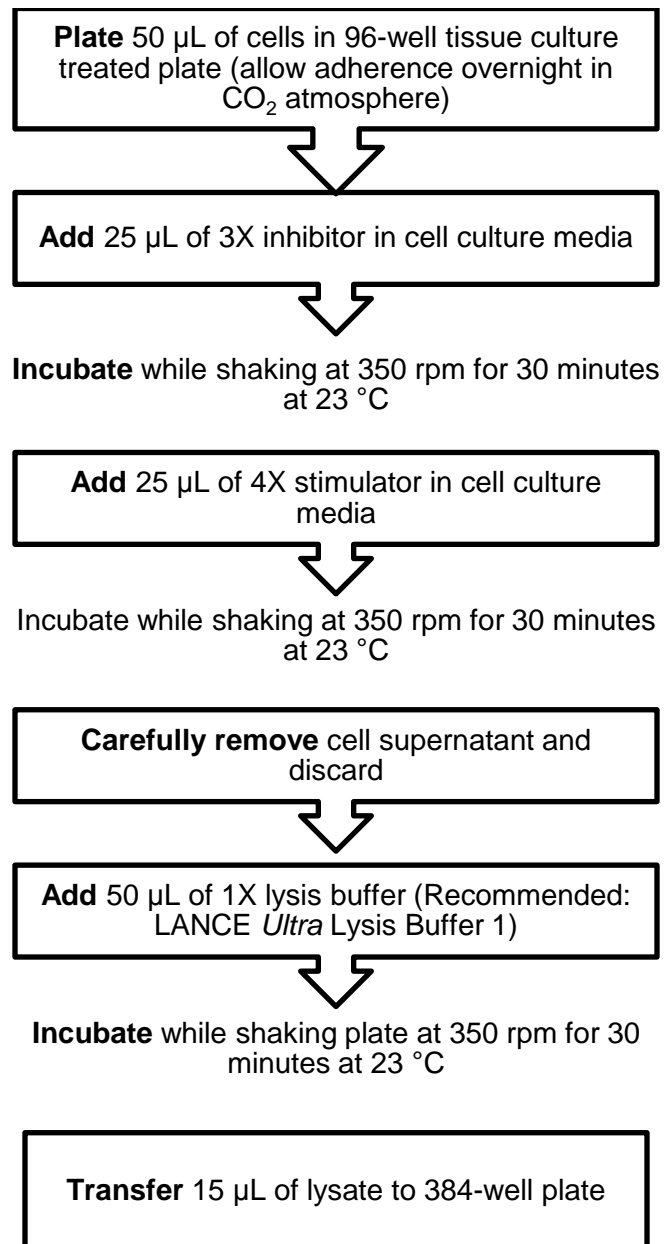 Plate 50 µL of cells in 96-well tissue culture
treated plate (allow adherence overnight in
CO₂ atmosphere)
Add 25 µL of 3X inhibitor in cell culture media
Incubate while shaking at 350 rpm for 30 minutes
at 23 °C
Add 25 µL of 4X stimulator in cell culture
media
Incubate while shaking at 350 rpm for 30 minutes
at 23 °C
Carefully remove cell supernatant and
discard
Add 50 µL of 1X lysis buffer (Recommended:
LANCE Ultra Lysis Buffer 1)
Incubate while shaking plate at 350 rpm for 30
minutes at 23 °C
Transfer 15 µL of lysate to 384-well plate